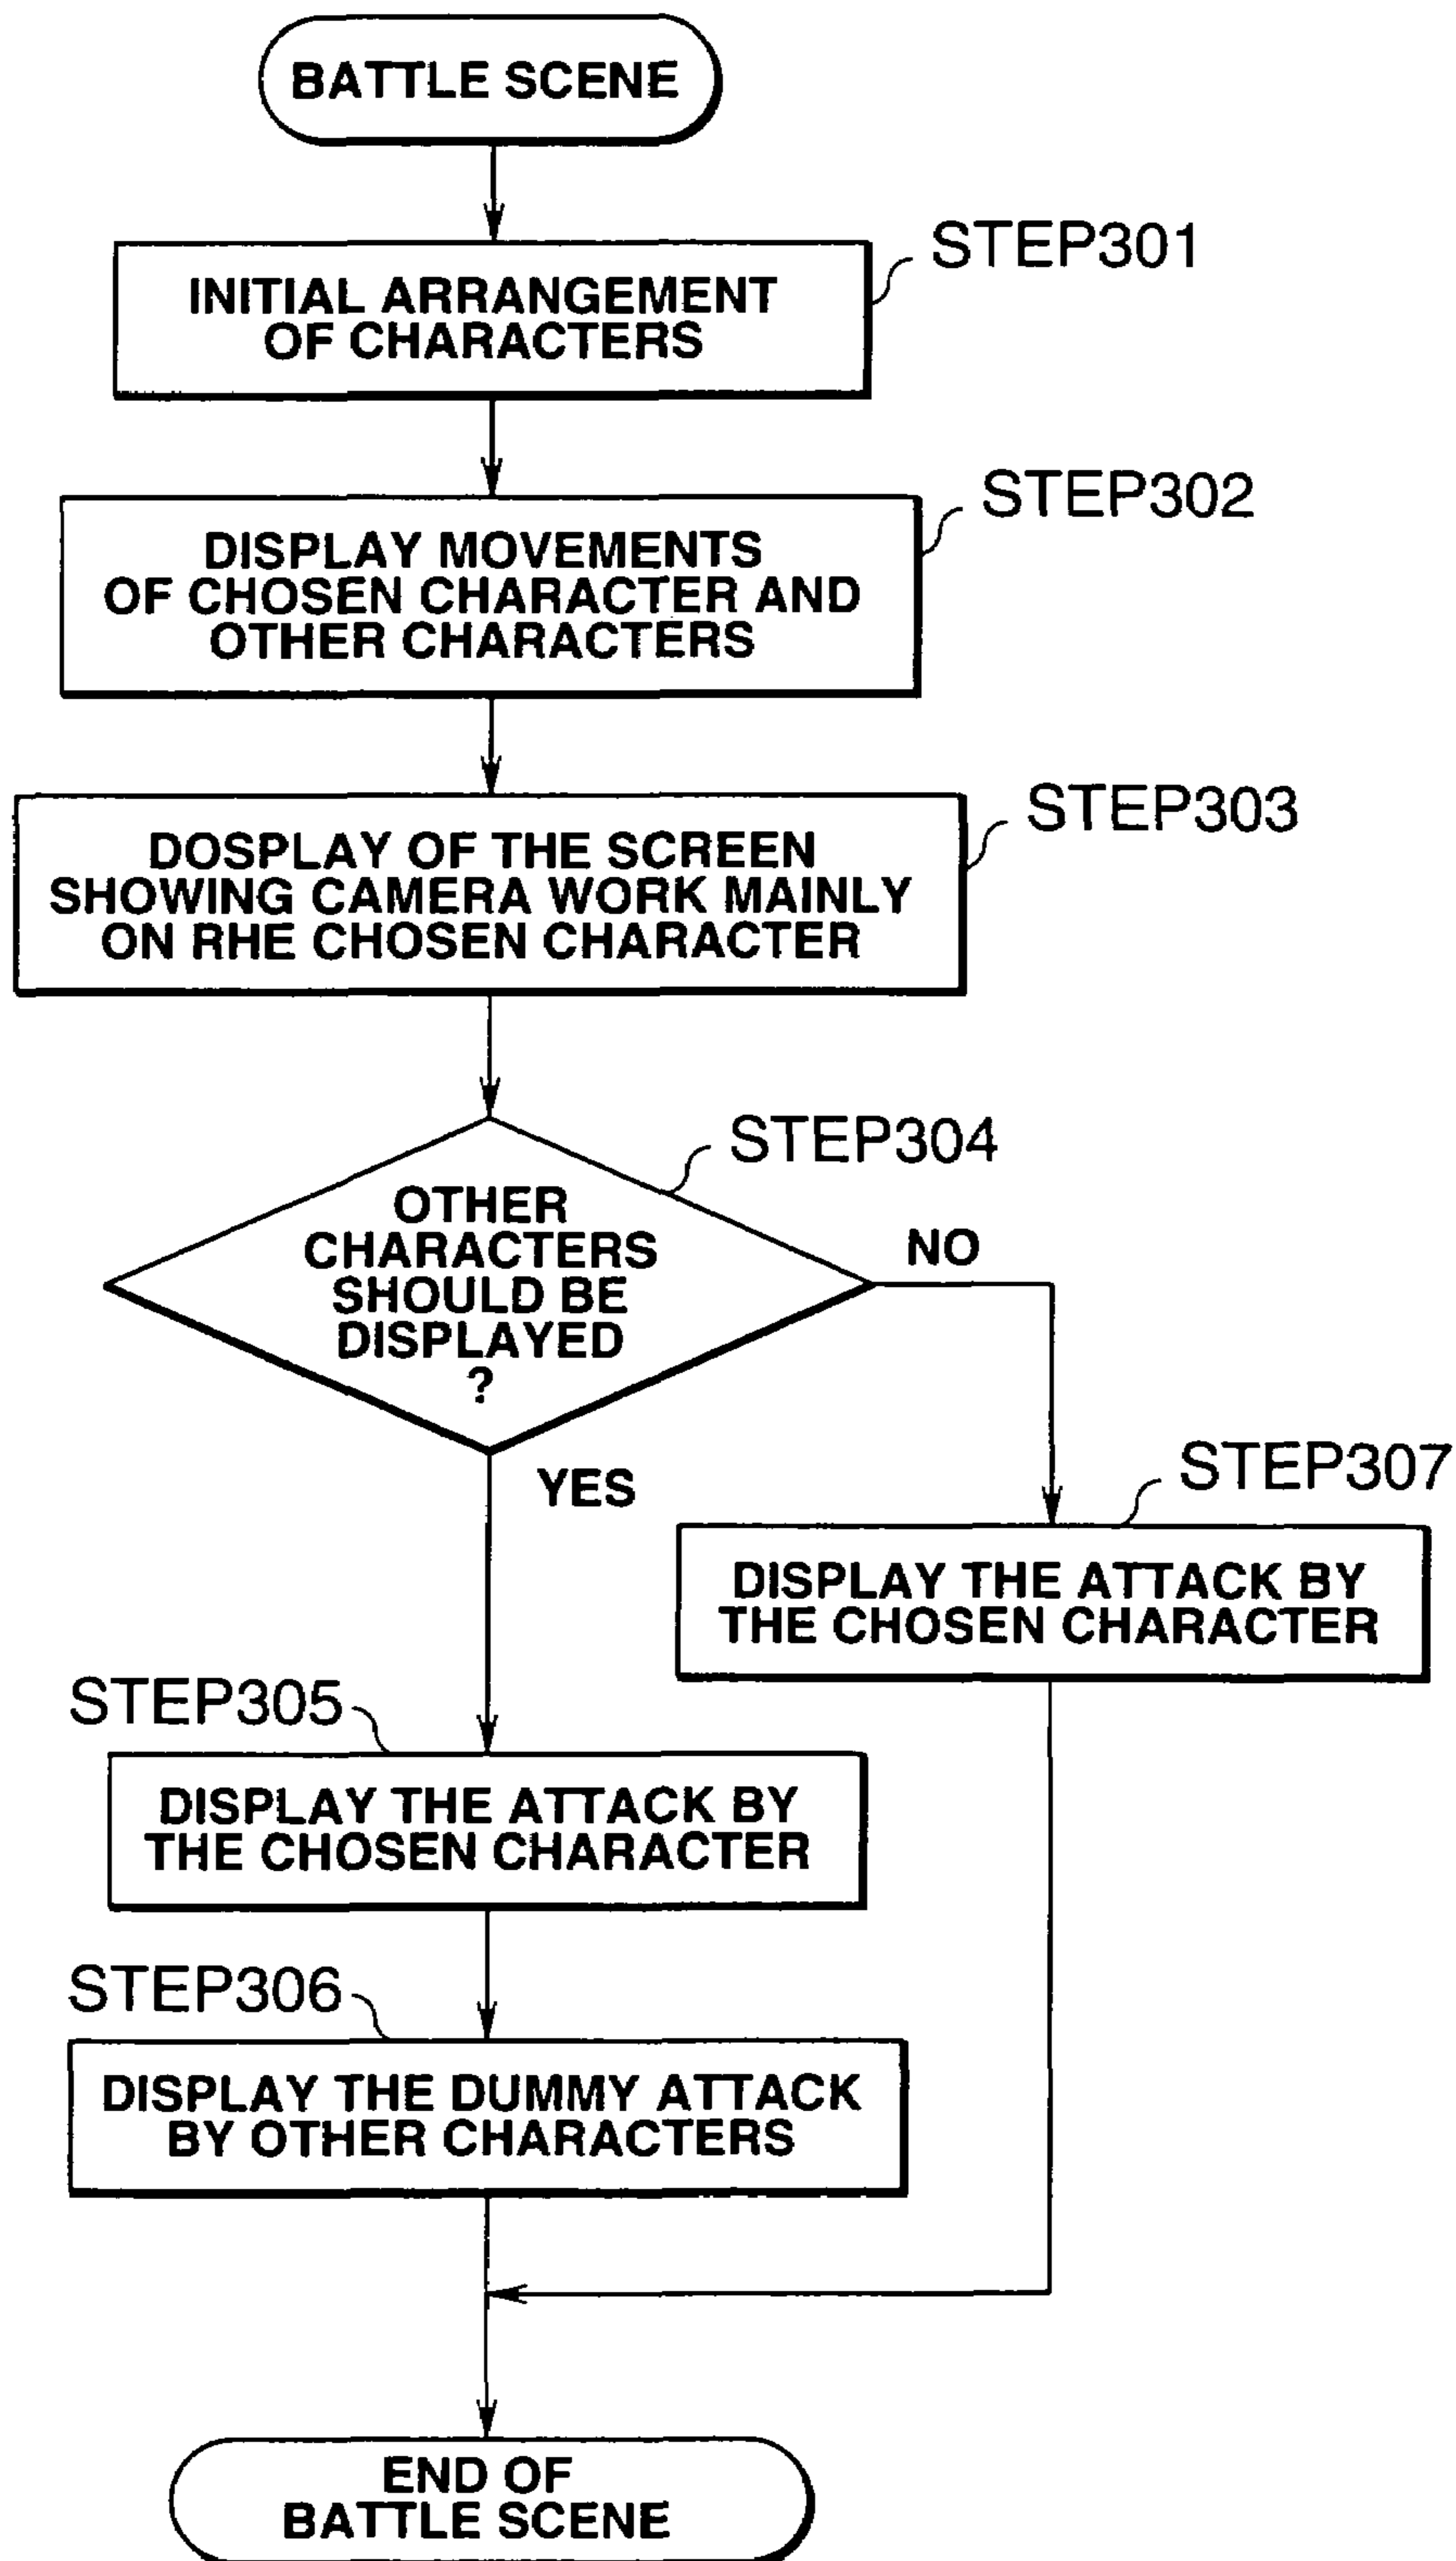 BATTLE SCENE
STEP301
INITIAL ARRANGEMENT
OF CHARACTERS
STEP302
DISPLAY MOVEMENTS
OF CHOSEN CHARACTER AND
OTHER CHARACTERS
STEP303
DOSPLAY OF THE SCREEN
SHOWING CAMERA WORK MAINLY
ON RHE CHOSEN CHARACTER
STEP304
OTHER
CHARACTERS
SHOULD BE
DISPLAYED
?
NO
YES
STEP307
DISPLAY THE ATTACK BY
THE CHOSEN CHARACTER
STEP305
DISPLAY THE ATTACK BY
THE CHOSEN CHARACTER
STEP306
DISPLAY THE DUMMY ATTACK
BY OTHER CHARACTERS
END OF
BATTLE SCENE